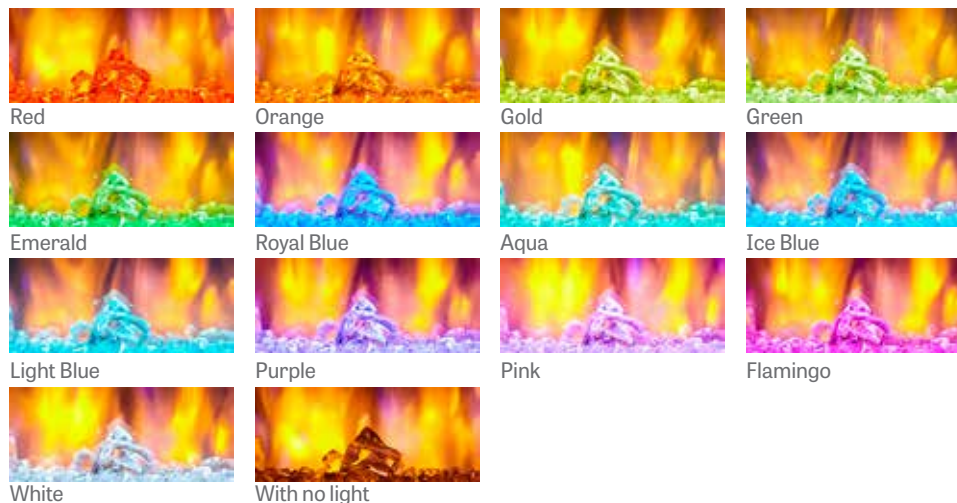 Red
Orange
Gold
Green
Emerald
Royal Blue
Aqua
Ice Blue
Light Blue
Purple
Pink
Flamingo
White
With no light